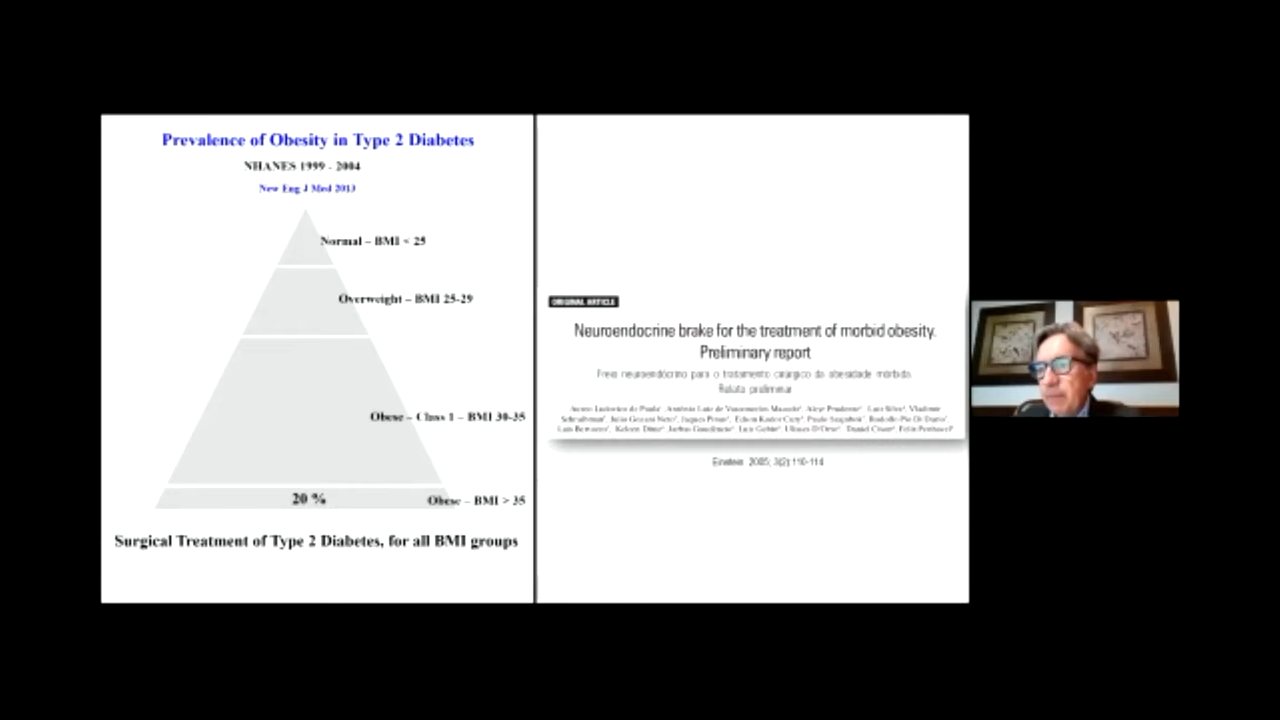 Prevalence of Obesity in Type 2 Diabetes
NHANES 1999 - 2004
New Eng J Med 2013
Normal – BMI < 25
Overweight – BMI 25-29
Obese – Class 1 – BMI 30-35
20 %
Obese – BMI > 35
Surgical Treatment of Type 2 Diabetes, for all BMI groups
ORIGINAL ARTICLE
Neuroendocrine brake for the treatment of morbid obesity.
Preliminary report
Freio neuroendócrino para o tratamento cirúrgico da obesidade mórbida.
Relato preliminar
Einstein. 2005; 3(2):110-114